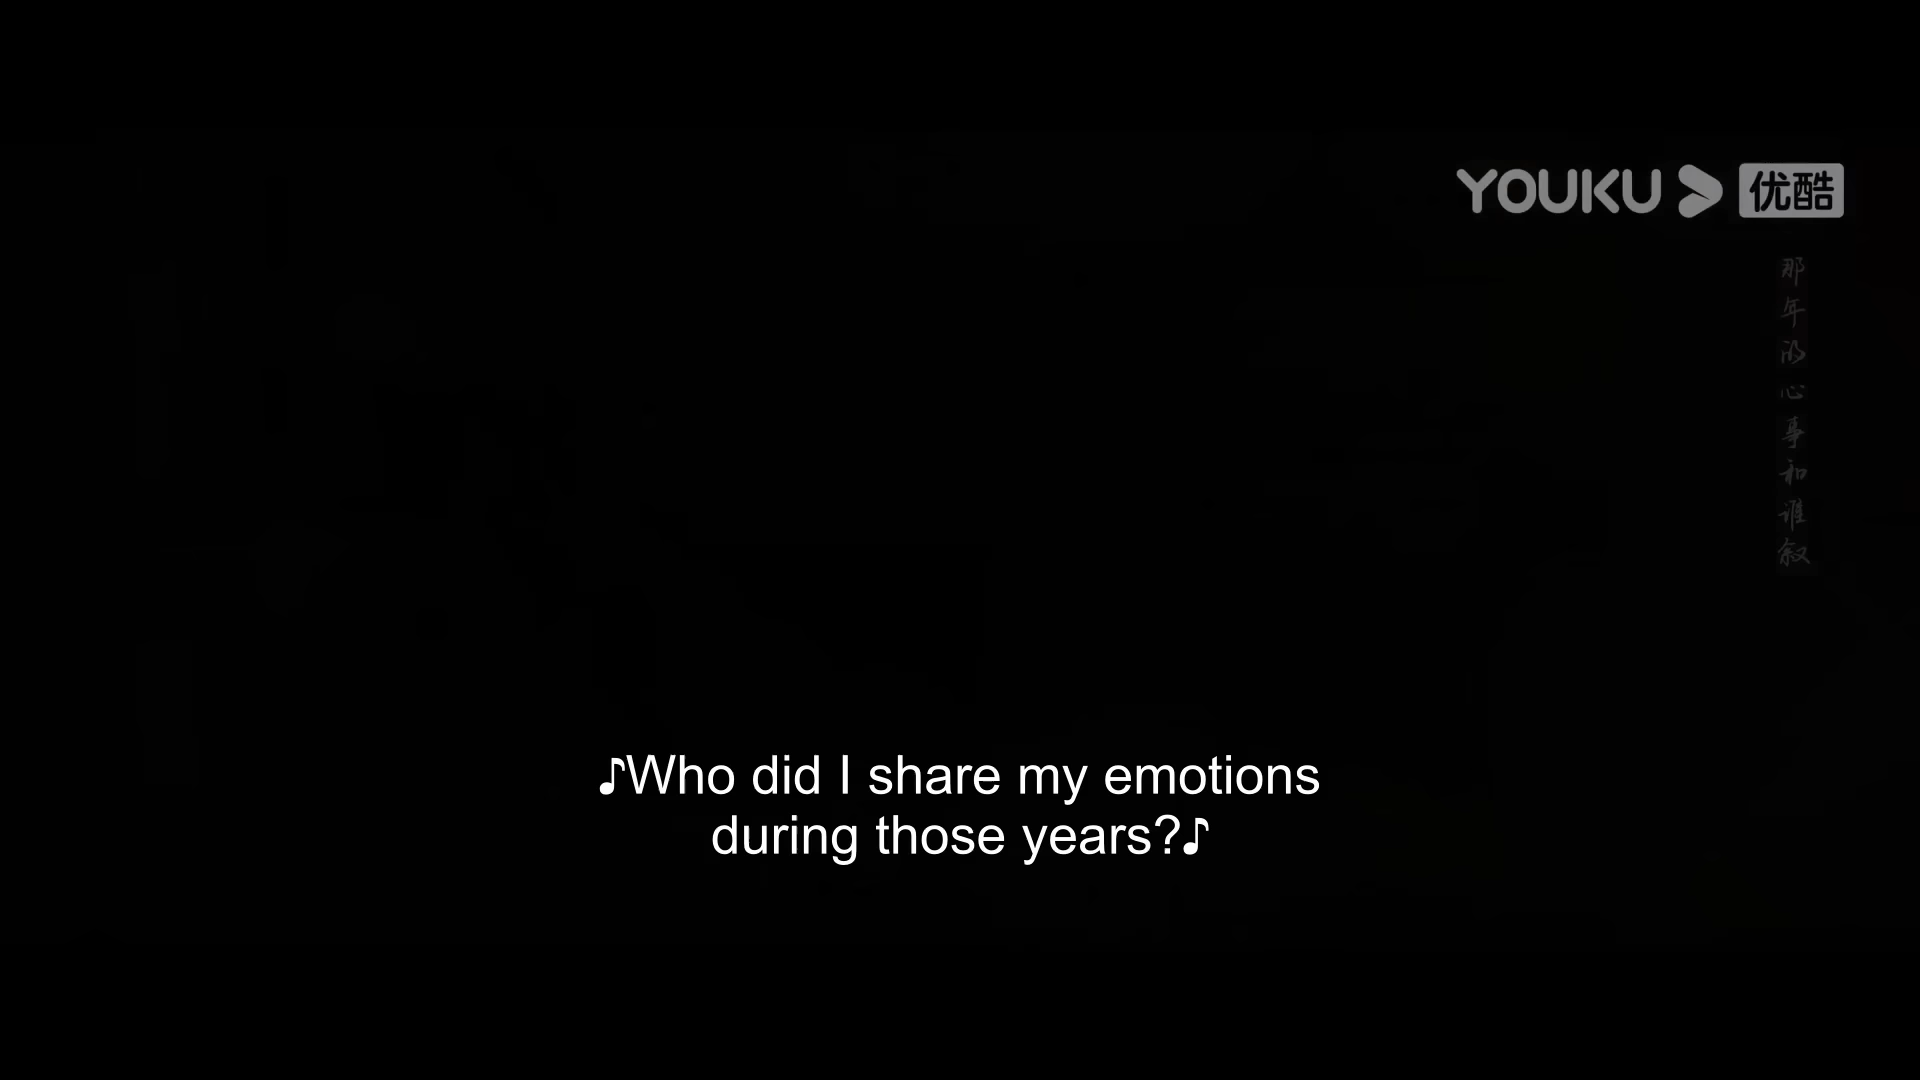 YOUKU 优酷
那年的心事和谁叙
♪Who did I share my emotions
during those years?♪